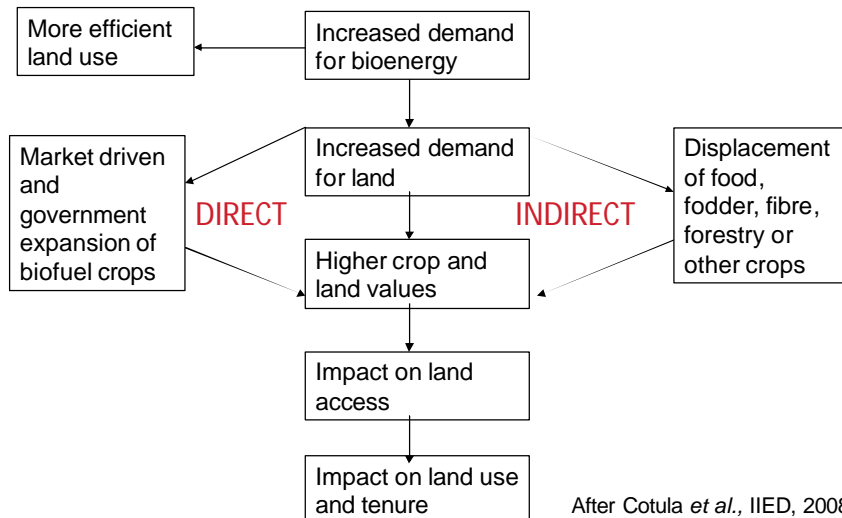 More efficient
land use
Increased demand
for bioenergy
Market driven
and
government
expansion of
biofuel crops
DIRECT
Increased demand
for land
INDIRECT
Displacement
of food,
fodder, fibre,
forestry or
other crops
Higher crop and
land values
Impact on land
access
Impact on land use
and tenure
After Cotula et al., IIED, 2008